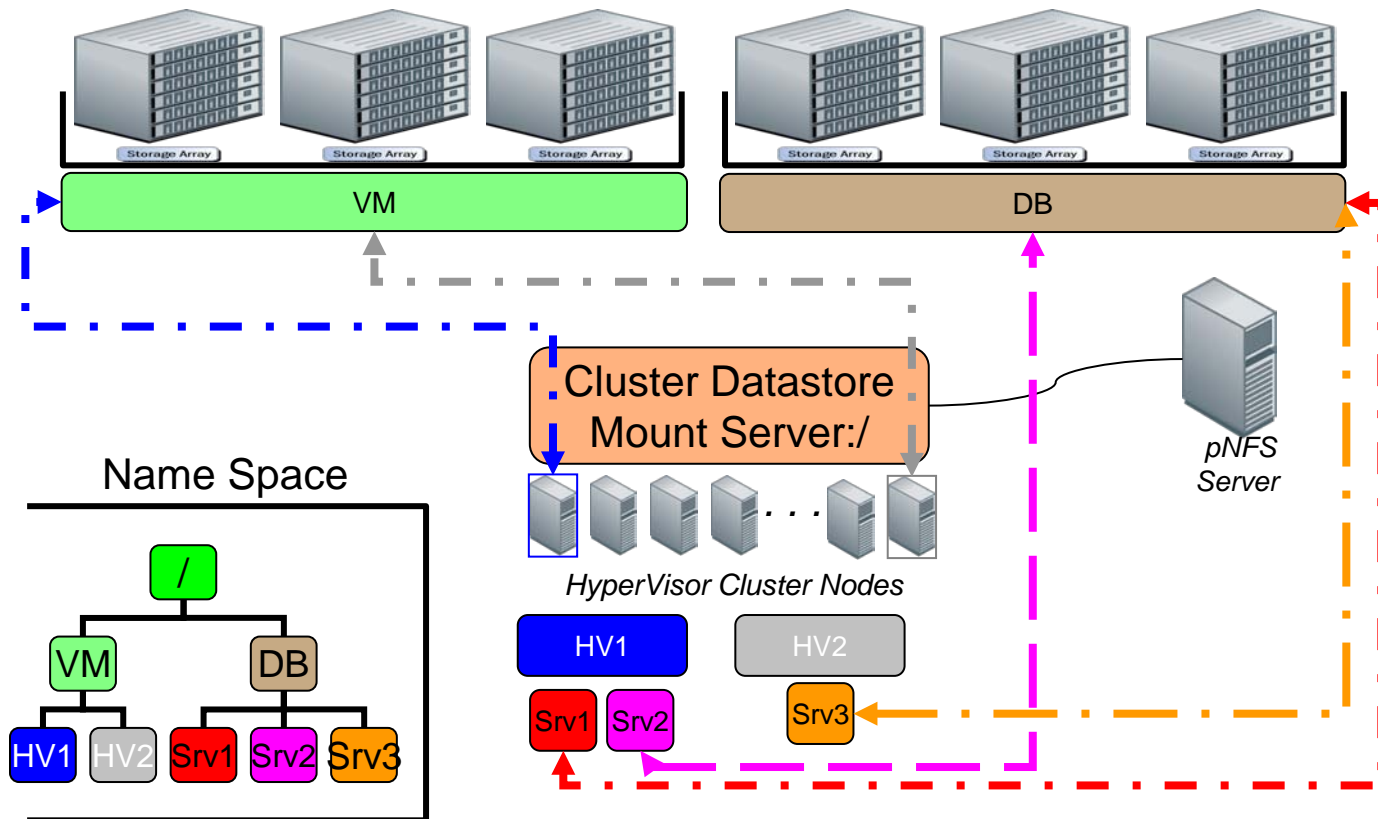 Storage Array
Storage Array
Storage Array
Storage Array
Storage Array
Storage Array
VM
DB
Cluster Datastore
Mount Server:/
pNFS
Server
Name Space
. . .
HyperVisor Cluster Nodes
/
VM
DB
HV1
HV2
Srv1
Srv2
Srv3
HV1
HV2
Srv1
Srv2
Srv3